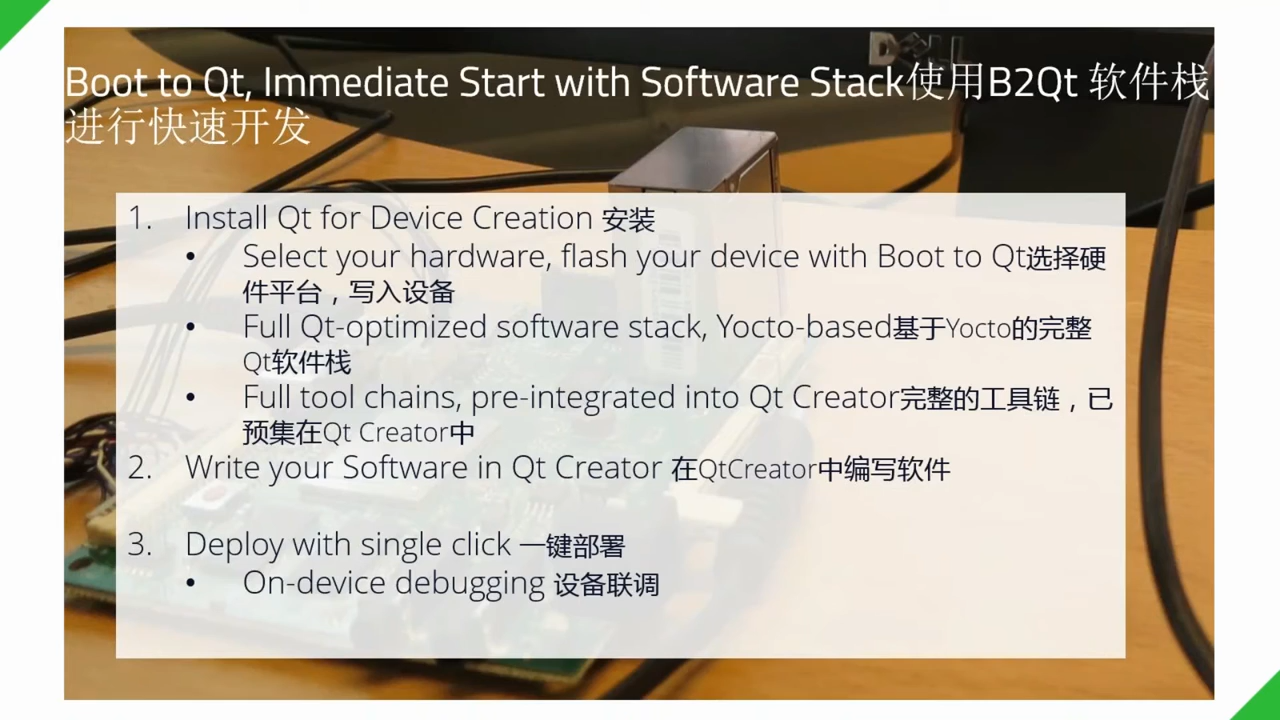 Boot to Qt, Immediate Start with Software Stack使用B2Qt 软件栈
进行快速开发
1. Install Qt for Device Creation 安装
• Select your hardware, flash your device with Boot to Qt选择硬
件平台，写入设备
• Full Qt-optimized software stack, Yocto-based基于Yocto的完整
Qt软件栈
• Full tool chains, pre-integrated into Qt Creator完整的工具链，已
预集在Qt Creator中
2. Write your Software in Qt Creator 在QtCreator中编写软件
3. Deploy with single click 一键部署
• On-device debugging 设备联调